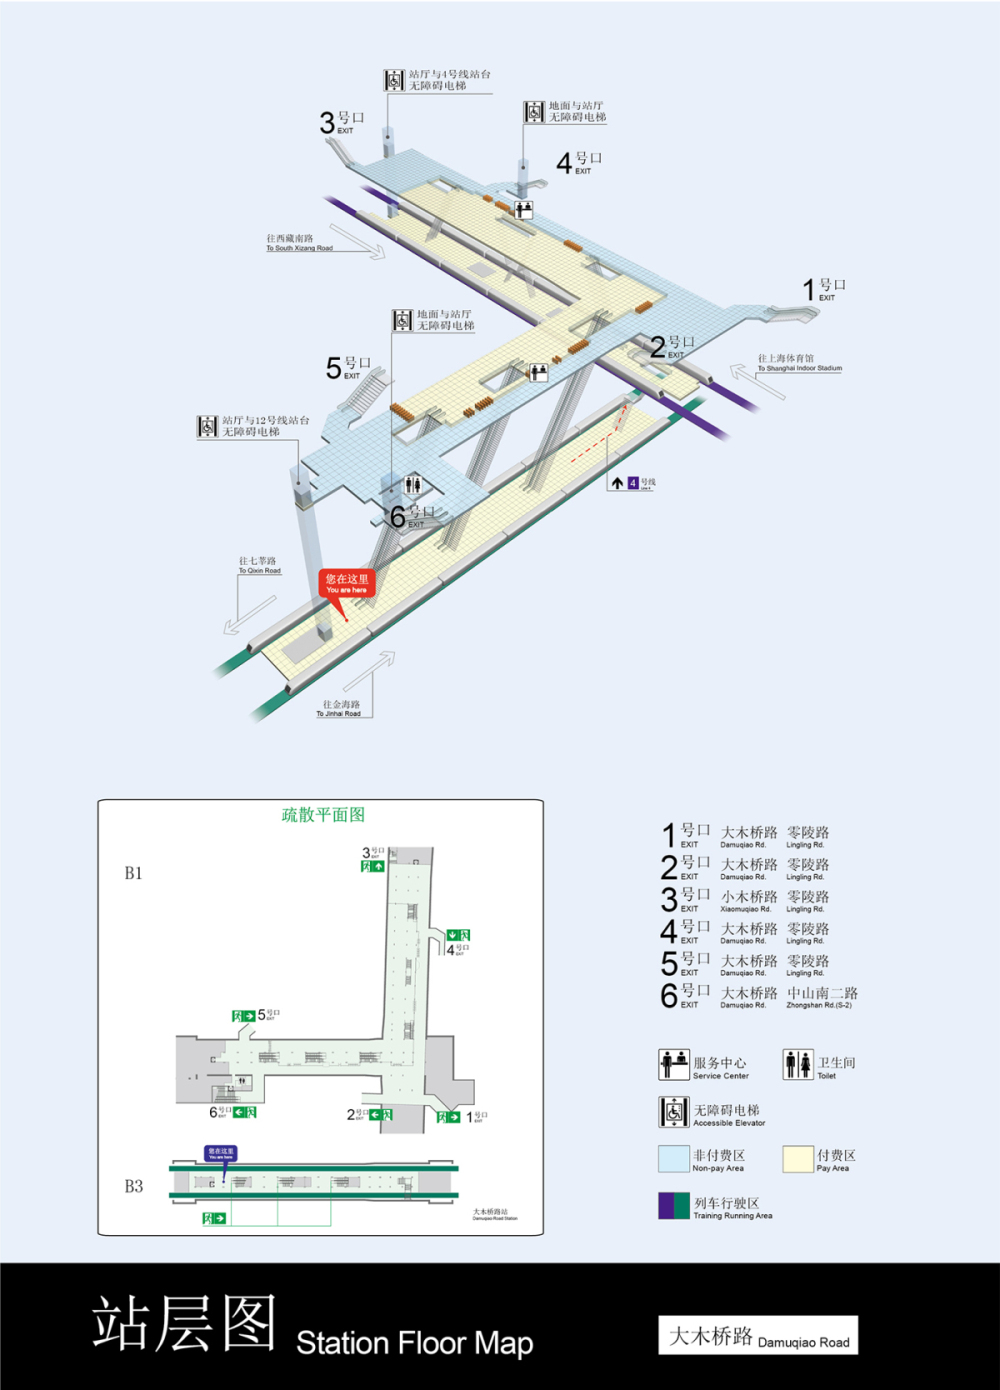 站厅与4号线站台
无障碍电梯
地面与站厅
无障碍电梯
3号口
EXIT
4号口
EXIT
往西藏南路
To South Xizang Road
1号口
EXIT
地面与站厅
无障碍电梯
2号口
EXIT
往上海体育馆
To Shanghai Indoor Stadium
5号口
EXIT
站厅与12号线站台
无障碍电梯
4号线
Line 4
6号口
EXIT
往七莘路
To Qixin Road
您在这里
You are here
往金海路
To Jinhai Road
疏散平面图
B1
3号口
EXIT
4号口
EXIT
5号口
EXIT
6号口
EXIT
2号口
EXIT
1号口
EXIT
B3
您在这里
You are here
大木桥路站
Damuqiao Road Station
1号口 大木桥路 零陵路
EXIT Damuqiao Rd. Lingling Rd.
2号口 大木桥路 零陵路
EXIT Damuqiao Rd. Lingling Rd.
3号口 小木桥路 零陵路
EXIT Xiaomuqiao Rd. Lingling Rd.
4号口 大木桥路 零陵路
EXIT Damuqiao Rd. Lingling Rd.
5号口 大木桥路 零陵路
EXIT Damuqiao Rd. Lingling Rd.
6号口 大木桥路 中山南二路
EXIT Damuqiao Rd. Zhongshan Rd.(S-2)
服务中心 卫生间
Service Center Toilet
无障碍电梯
Accessible Elevator
非付费区 付费区
Non-pay Area Pay Area
列车行驶区
Training Running Area
站层图 Station Floor Map
大木桥路 Damuqiao Road